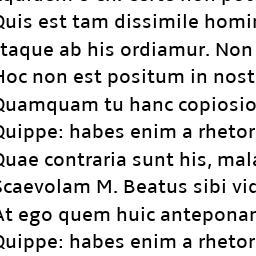 Quis est tam dissimile homin
Itaque ab his ordiamur. Non
Hoc non est positum in nost
Quamquam tu hanc copiosio
Quippe: habes enim a rhetor
Quae contraria sunt his, mala
Scaevolam M. Beatus sibi vid
At ego quem huic anteponan
Quippe: habes enim a rhetor